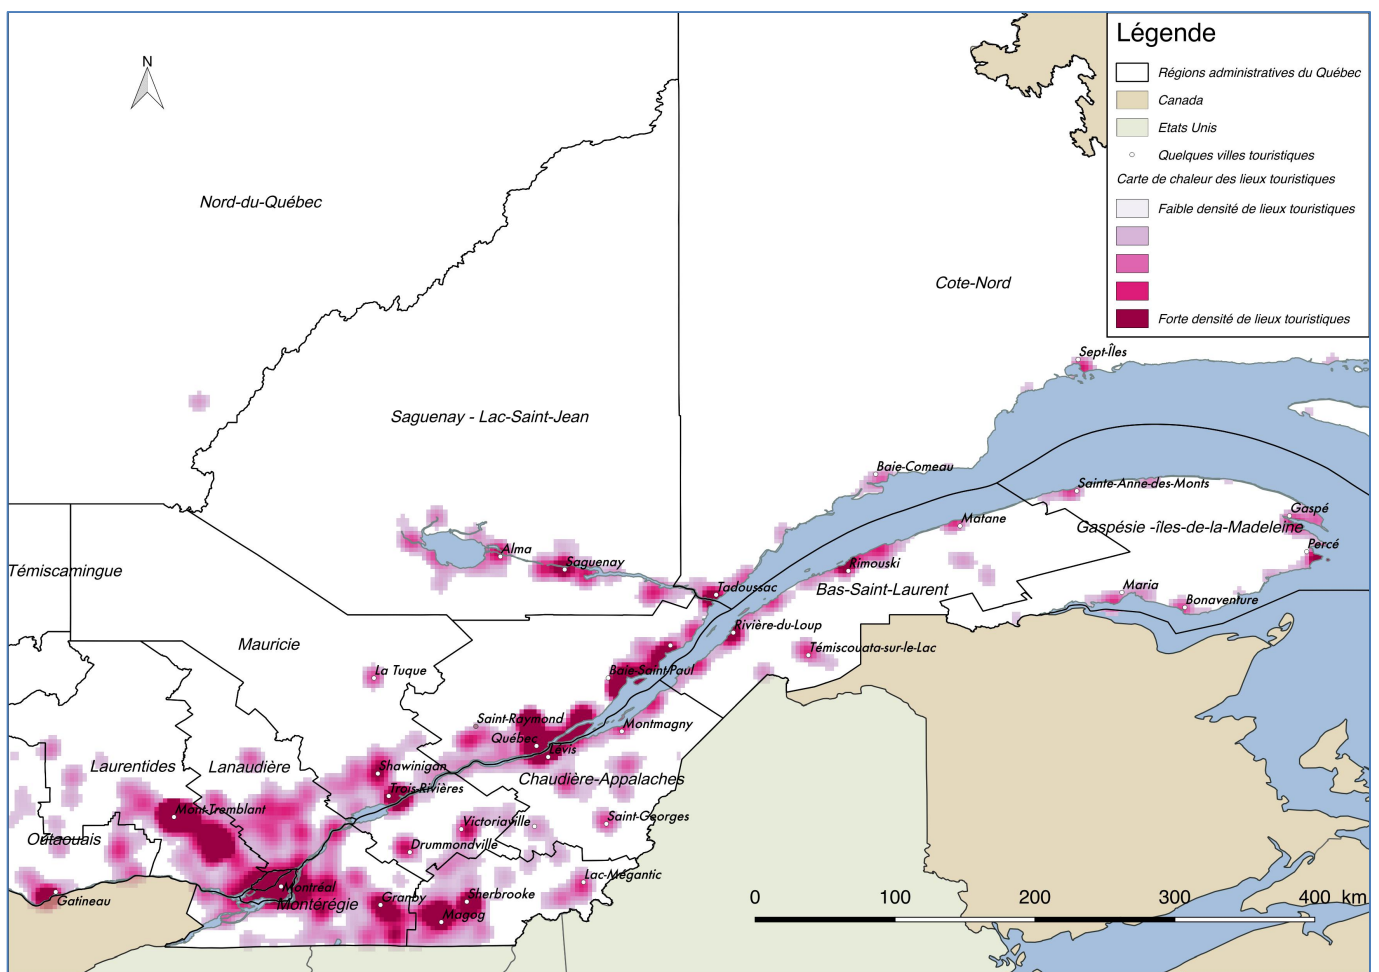 Légende
Régions administratives du Québec
Canada
Etats Unis
Quelques villes touristiques
Carte de chaleur des lieux touristiques
Faible densité de lieux touristiques
Forte densité de lieux touristiques
N
Nord-du-Québec
Cote-Nord
Sept-Îles
Saguenay - Lac-Saint-Jean
Baie-Comeau
Sainte-Anne-des-Monts
Gaspé
Matane
Gaspésie -îles-de-la-Madeleine
Percé
Alma
Saguenay
Rimouski
Témiscamingue
Tadoussac
Bas-Saint-Laurent
Maria
Bonaventure
Rivière-du-Loup
Mauricie
Témiscouata-sur-le-Lac
La Tuque
Baie-Saint-Paul
Saint-Raymond
Montmagny
Québec
Lévis
Laurentides
Lanaudière
Shawinigan
Chaudière-Appalaches
Trois-Rivières
Mont-Tremblant
Victoriaville
Saint-Georges
Outaouais
Drummondville
Lac-Mégantic
Montréal
Sherbrooke
Granby
Gatineau
Montérégie
Magog
0 100 200 300 400 km